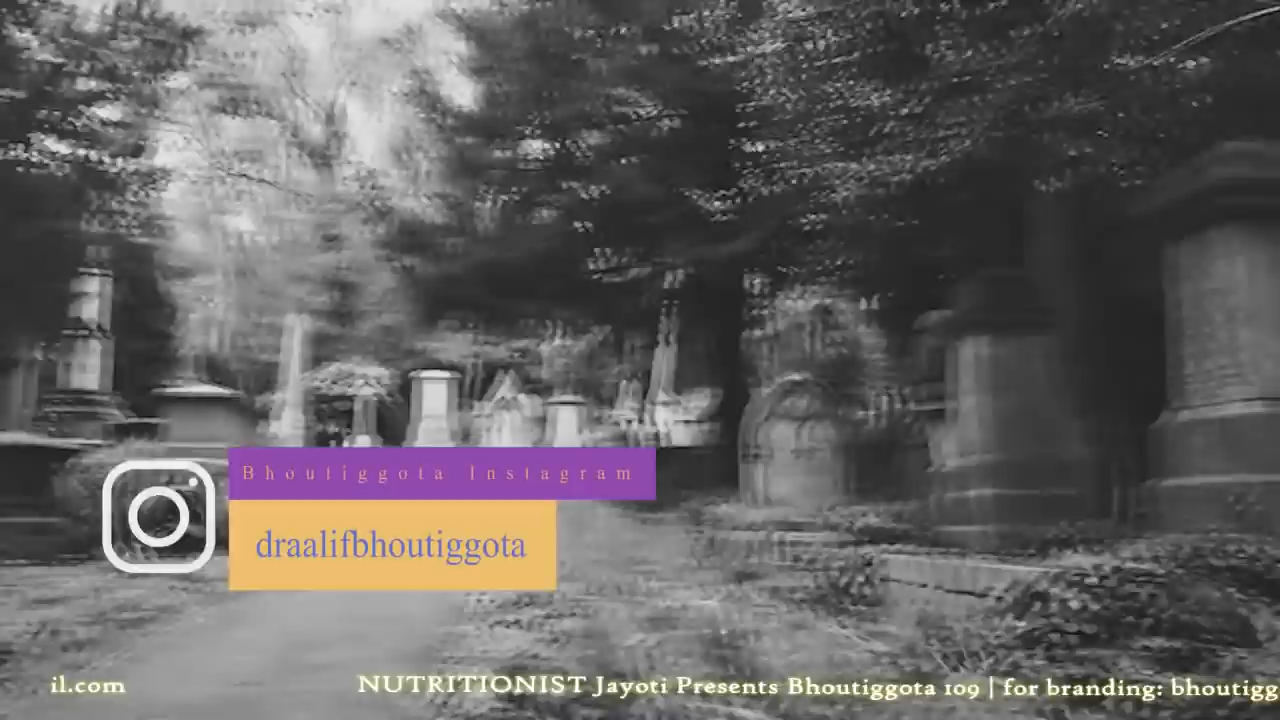 Bhoutiggota Instagram
draalifbhoutiggota
il.com NUTRITIONIST Jayoti Presents Bhoutiggota 109 | for branding: bhoutigg